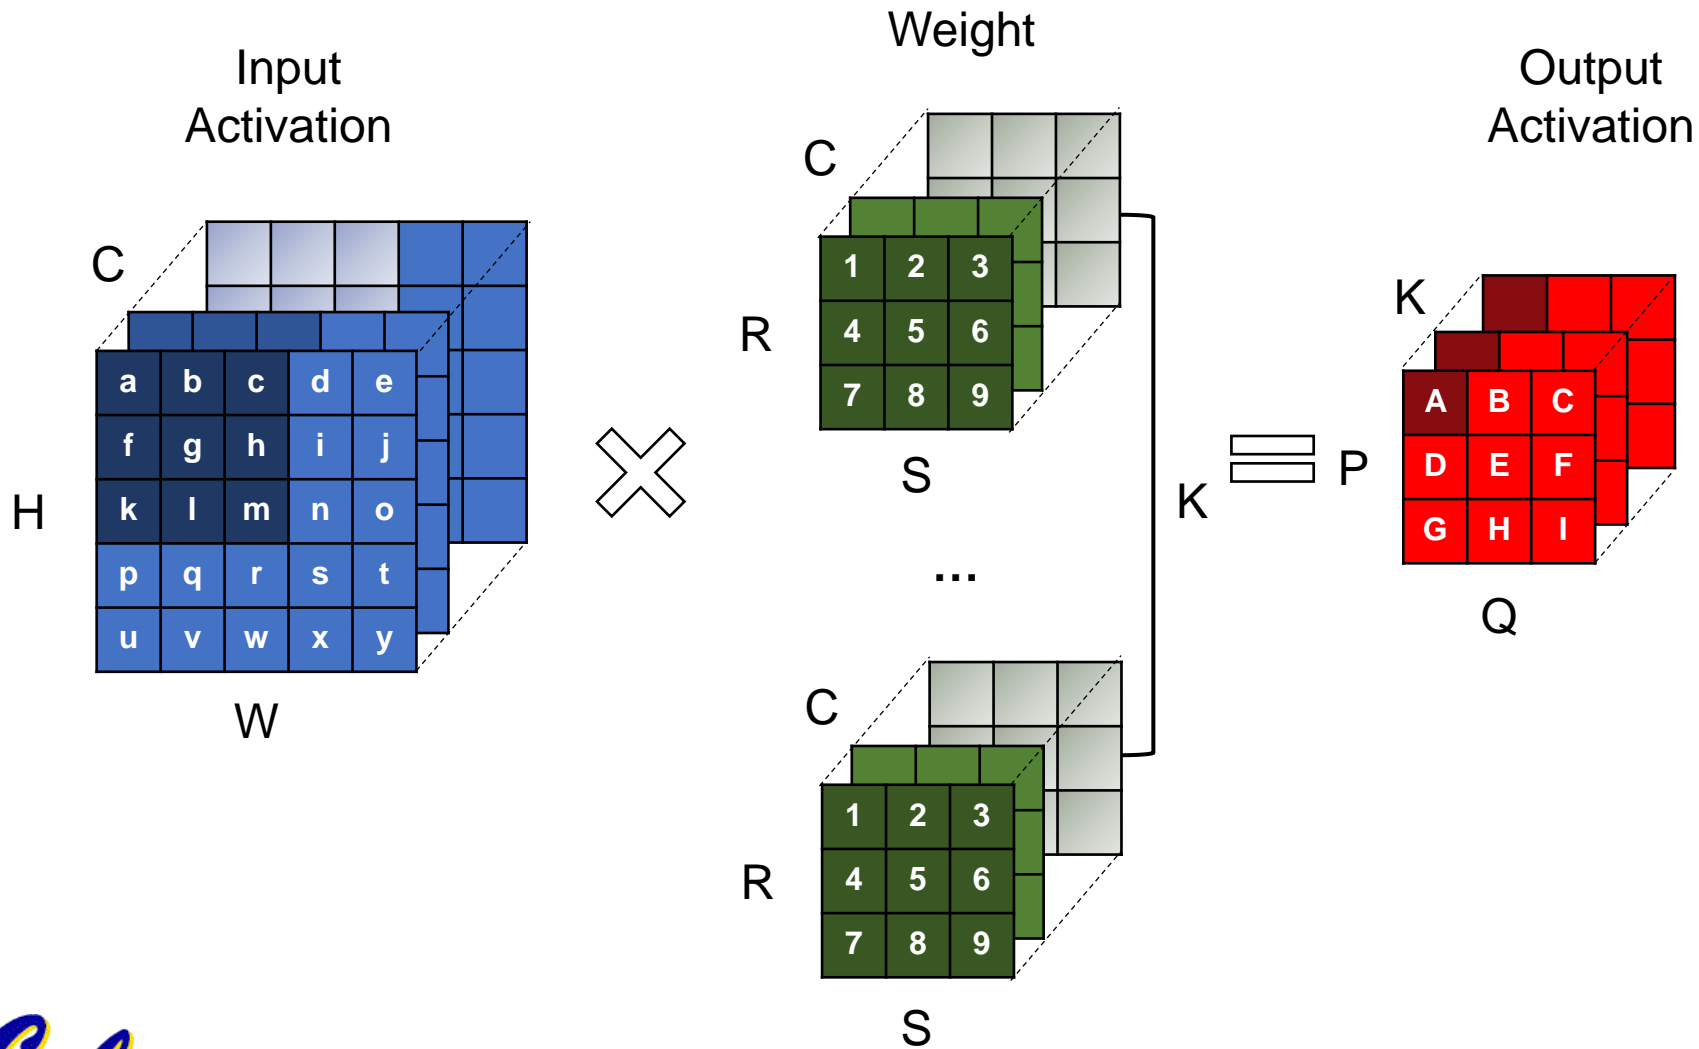 Input
Activation
Weight
Output
Activation
C
H
a b c d e
f g h i j
k l m n o
p q r s t
u v w x y
W
C
R
1 2 3
4 5 6
7 8 9
S
...
C
R
1 2 3
4 5 6
7 8 9
S
K
K
P
A B C
D E F
G H I
Q